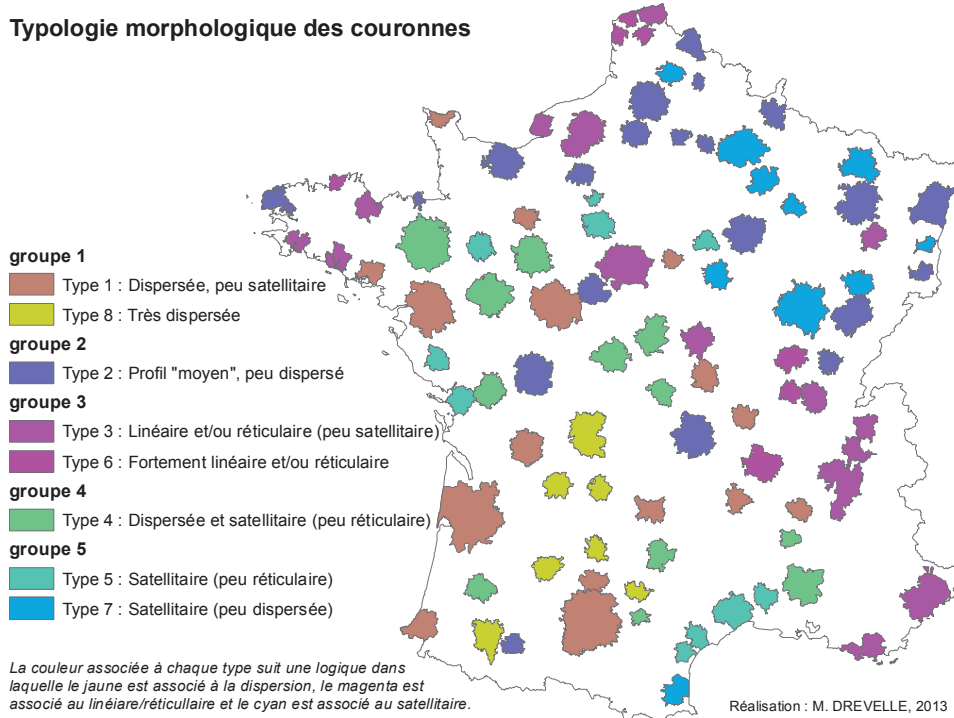 Typologie morphologique des couronnes
groupe 1
Type 1 : Dispersée, peu satellitaire
Type 8 : Très dispersée
groupe 2
Type 2 : Profil "moyen", peu dispersé
groupe 3
Type 3 : Linéaire et/ou réticulaire (peu satellitaire)
Type 6 : Fortement linéaire et/ou réticulaire
groupe 4
Type 4 : Dispersée et satellitaire (peu réticulaire)
groupe 5
Type 5 : Satellitaire (peu réticulaire)
Type 7 : Satellitaire (peu dispersée)
La couleur associée à chaque type suit une logique dans
laquelle le jaune est associé à la dispersion, le magenta est
associé au linéiare/réticullaire et le cyan est associé au satellitaire.
Réalisation : M. DREVELLE, 2013